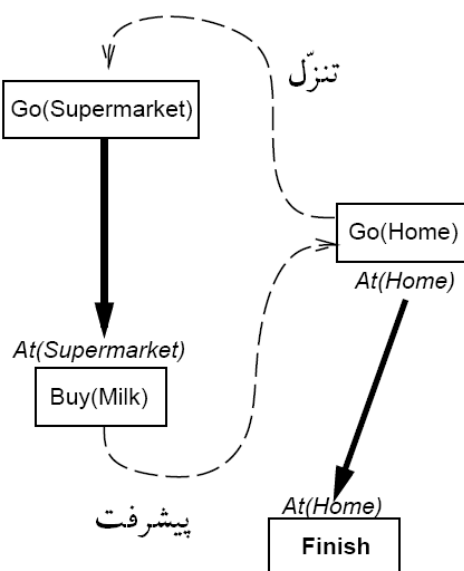 تنزّل
Go(Supermarket)
Go(Home)
At(Home)
At(Supermarket)
Buy(Milk)
پیشرفت
At(Home)
Finish